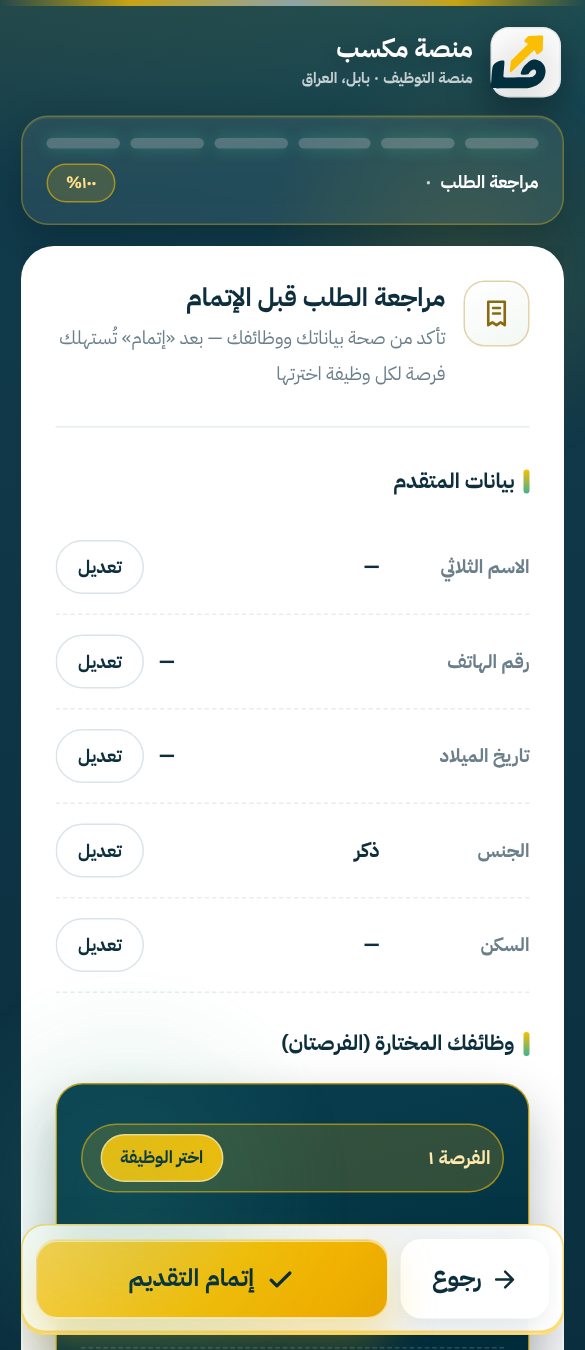 منصة مكسب
منصة التوظيف · بابل، العراق
مراجعة الطلب ·
١٠٠%
مراجعة الطلب قبل الإتمام
تأكد من صحة بياناتك ووظائفك — بعد «إتمام» تُستهلك
فرصة لكل وظيفة اخترتها
بيانات المتقدم
الاسم الثلاثي — تعديل
رقم الهاتف — تعديل
تاريخ الميلاد — تعديل
الجنس ذكر تعديل
السكن — تعديل
وظائفك المختارة (الفرصتان)
الفرصة ١ اختر الوظيفة
رجوع إتمام التقديم